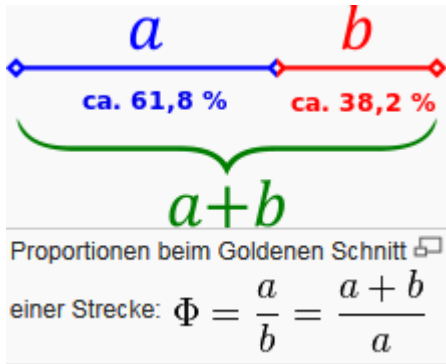 a b
ca. 61,8 % ca. 38,2 %
a+b
Proportionen beim Goldenen Schnitt
einer Strecke: Φ = a/b = (a + b)/a